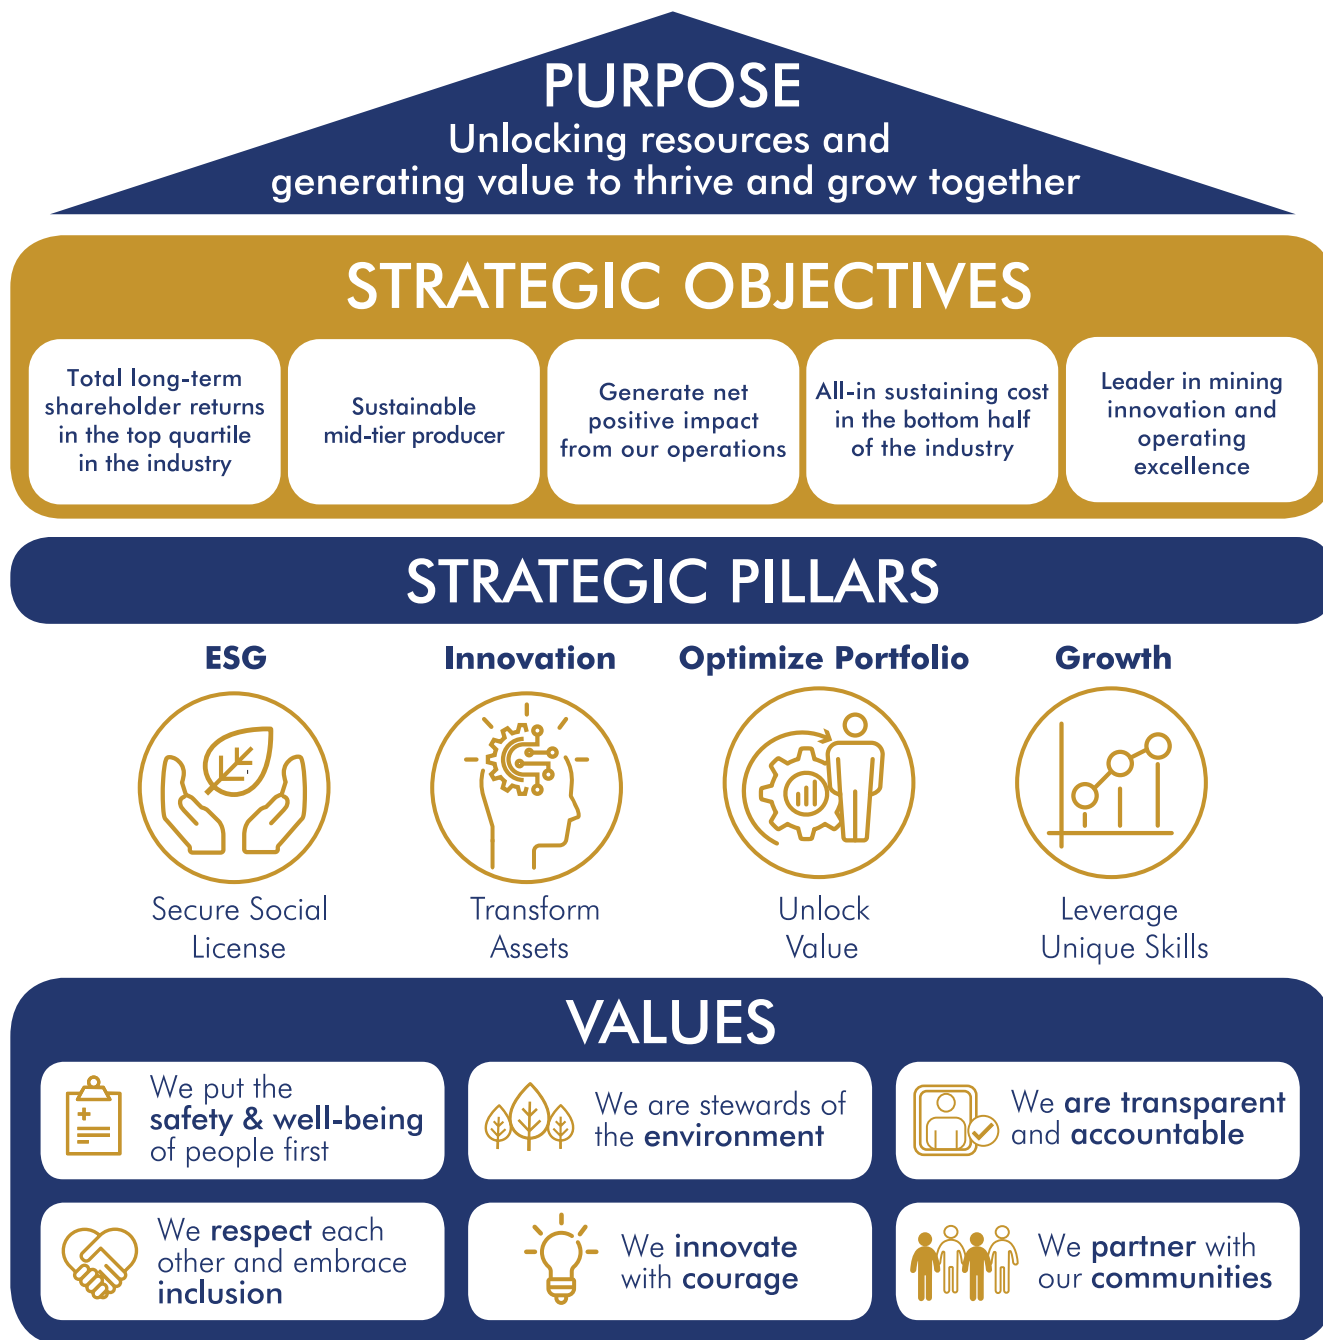 PURPOSE
Unlocking resources and
generating value to thrive and grow together
STRATEGIC OBJECTIVES
Total long-term
shareholder returns
in the top quartile
in the industry
Sustainable
mid-tier producer
Generate net
positive impact
from our operations
All-in sustaining cost
in the bottom half
of the industry
Leader in mining
innovation and
operating
excellence
STRATEGIC PILLARS
ESG
Secure Social
License
Innovation
Transform
Assets
Optimize Portfolio
Unlock
Value
Growth
Leverage
Unique Skills
VALUES
We put the
safety & well-being
of people first
We are stewards of
the environment
We are transparent
and accountable
We respect each
other and embrace
inclusion
We innovate
with courage
We partner with
our communities